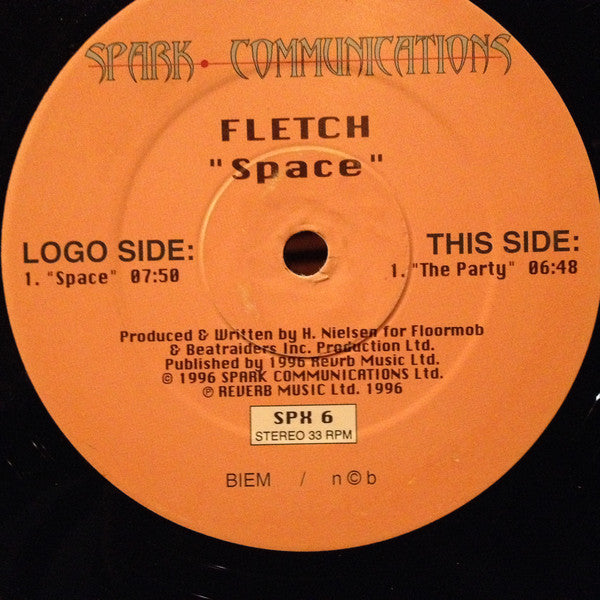 SPARK • COMMUNICATIONS
FLETCH
"Space"
LOGO SIDE:
1. "Space" 07:50
THIS SIDE:
1. "The Party" 06:48
Produced & Written by H. Nielsen for Floormob
& Beatraiders Inc. Production Ltd.
Published by 1996 Revrb Music Ltd.
© 1996 SPARK COMMUNICATIONS Ltd.
℗ REVERB MUSIC Ltd. 1996
SPX 6
STEREO 33 RPM
BIEM / n©b